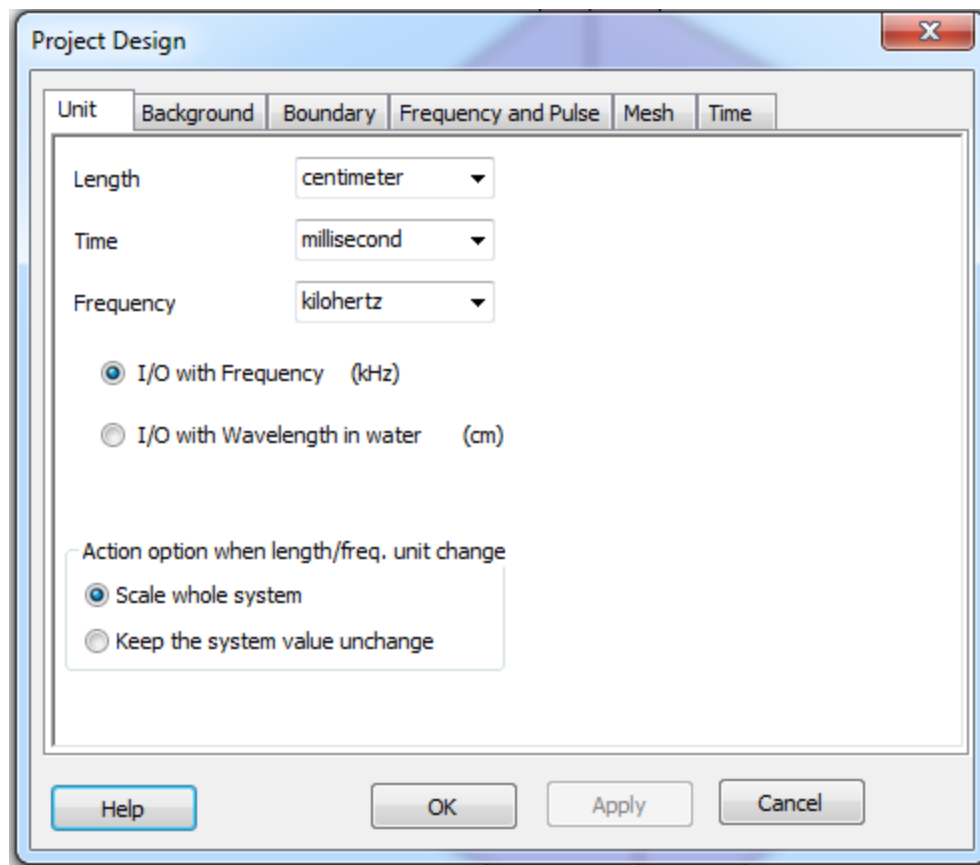 Project Design
Unit Background Boundary Frequency and Pulse Mesh Time
Length centimeter
Time millisecond
Frequency kilohertz
I/O with Frequency (kHz)
I/O with Wavelength in water (cm)
Action option when length/freq. unit change
Scale whole system
Keep the system value unchange
Help OK Apply Cancel